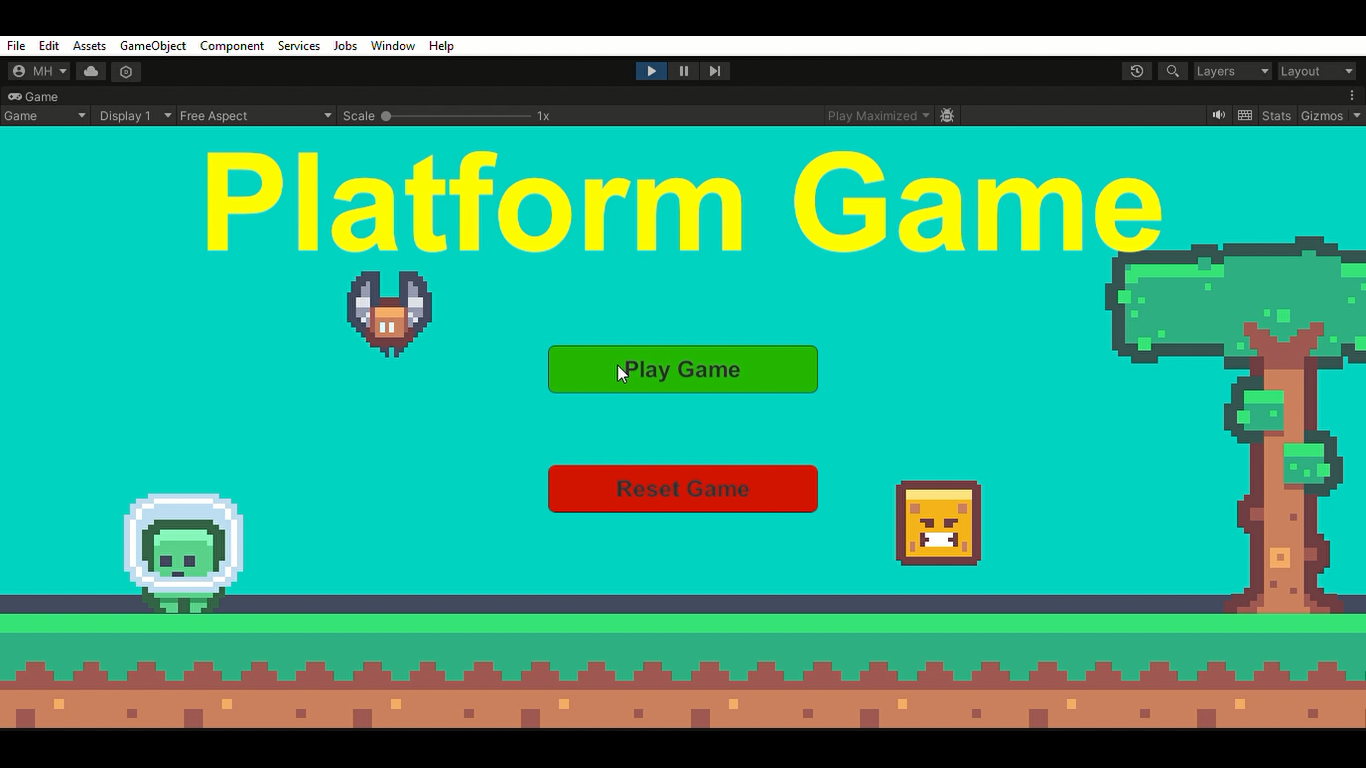 File Edit Assets GameObject Component Services Jobs Window Help
MH Layers Layout
Game
Game Display 1 Free Aspect Scale 1x Play Maximized Stats Gizmos
Platform Game
Play Game
Reset Game